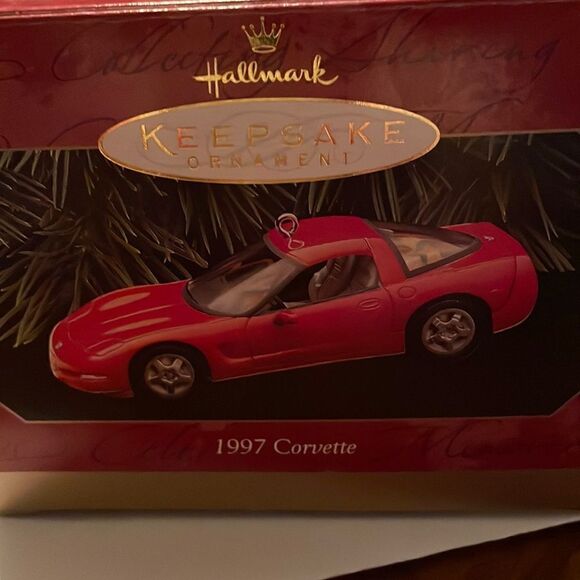 Hallmark
KEEPSAKE
ORNAMENT
1997 Corvette